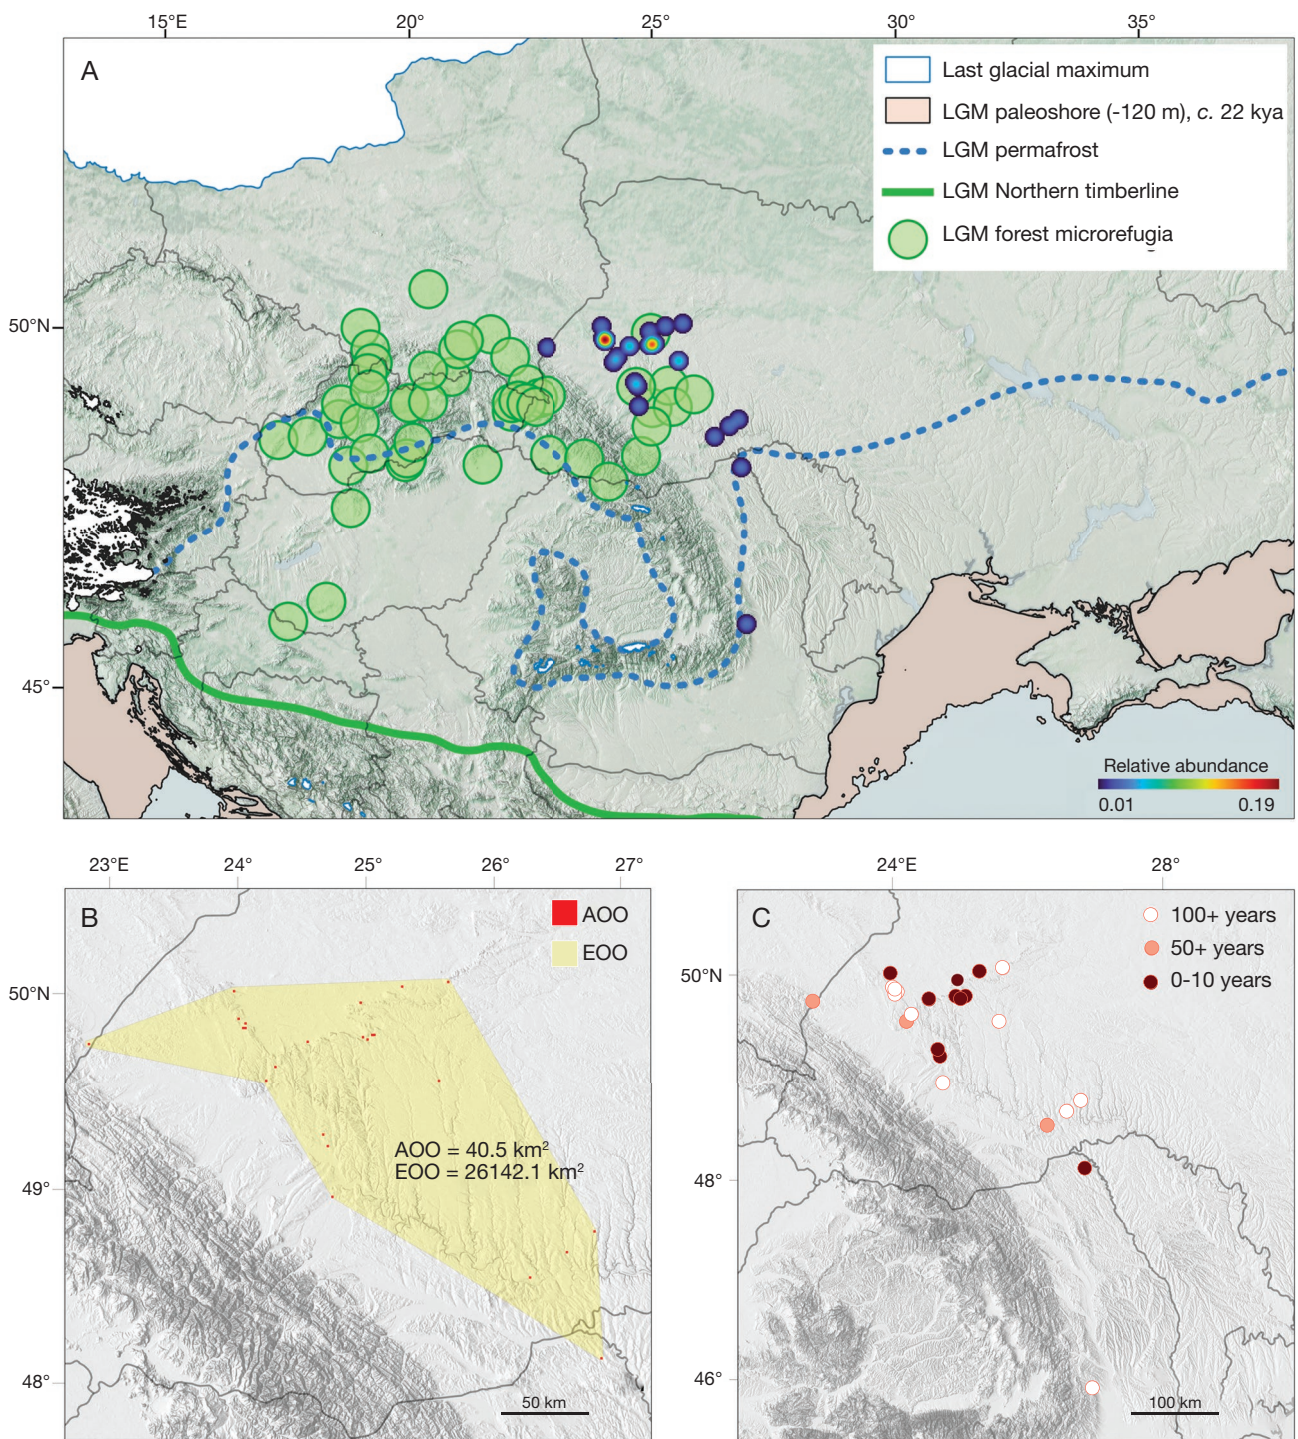 15°E 20° 25° 30° 35°
A
Last glacial maximum
LGM paleoshore (-120 m), c. 22 kya
LGM permafrost
LGM Northern timberline
LGM forest microrefugia
50°N
45°
Relative abundance
0.01 0.19
23°E 24° 25° 26° 27°
B
AOO
EOO
50°N
AOO = 40.5 km²
EOO = 26142.1 km²
49°
48°
50 km
24°E 28°
C
100+ years
50+ years
0-10 years
50°N
48°
46°
100 km